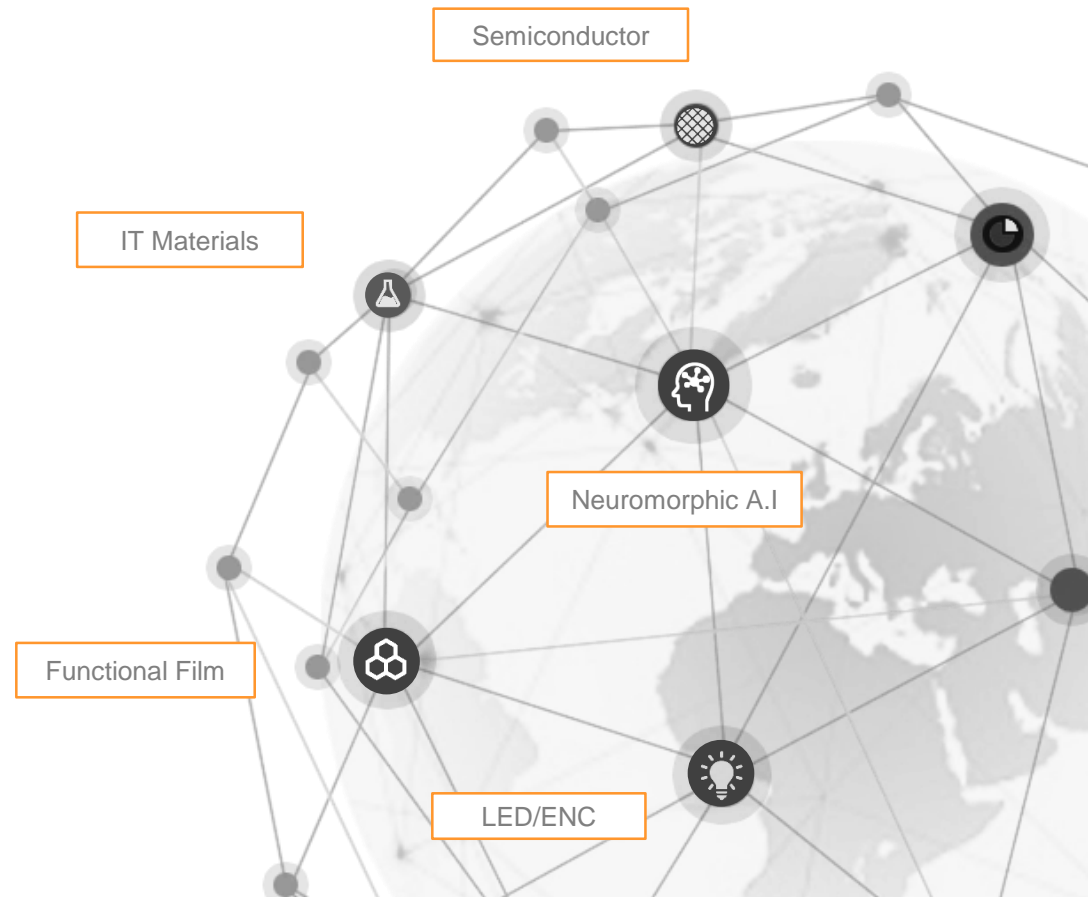 Semiconductor
IT Materials
Neuromorphic A.I
Functional Film
LED/ENC